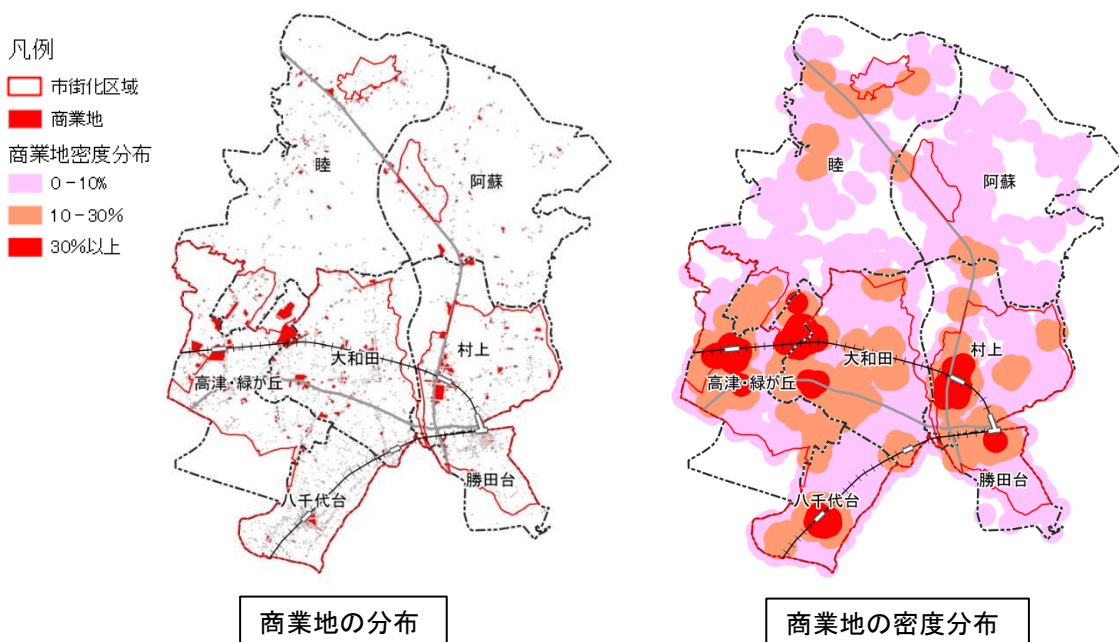 凡例
市街化区域
商業地
商業地密度分布
0-10%
10-30%
30%以上
睦
阿蘇
大和田
村上
高津・緑が丘
勝田台
八千代台
商業地の分布
睦
阿蘇
大和田
村上
高津・緑が丘
勝田台
八千代台
商業地の密度分布